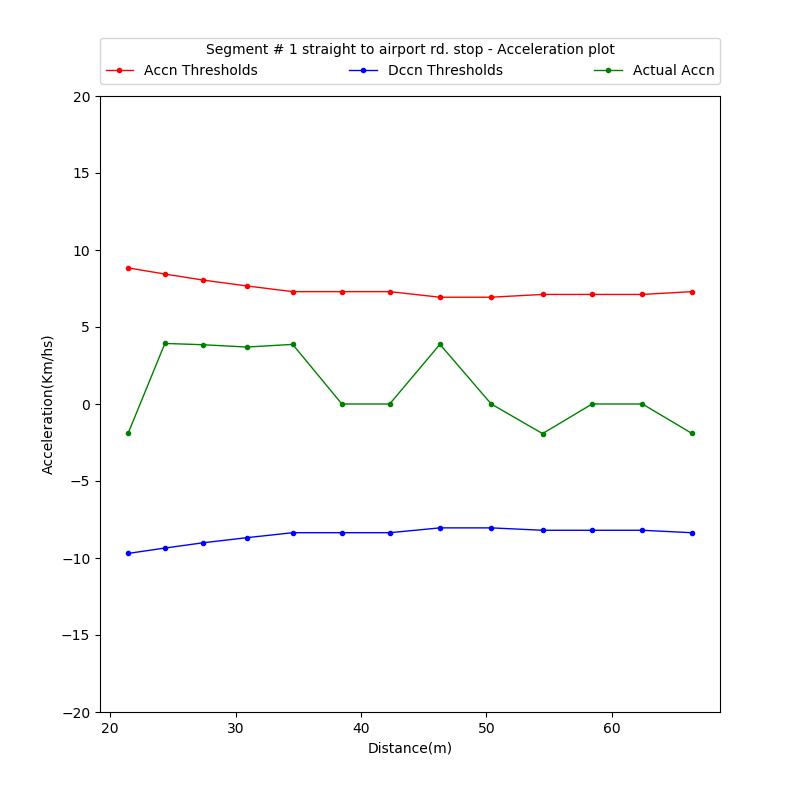 Segment # 1 straight to airport rd. stop - Acceleration plot
Accn Thresholds Dccn Thresholds Actual Accn
20
15
10
5
0
−5
−10
−15
−20
Acceleration(Km/hs)
20 30 40 50 60
Distance(m)